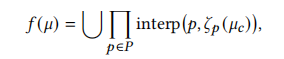 f(μ) = ⋃ ∏_{p∈P} interp(p, ζ_p(μ_c)),